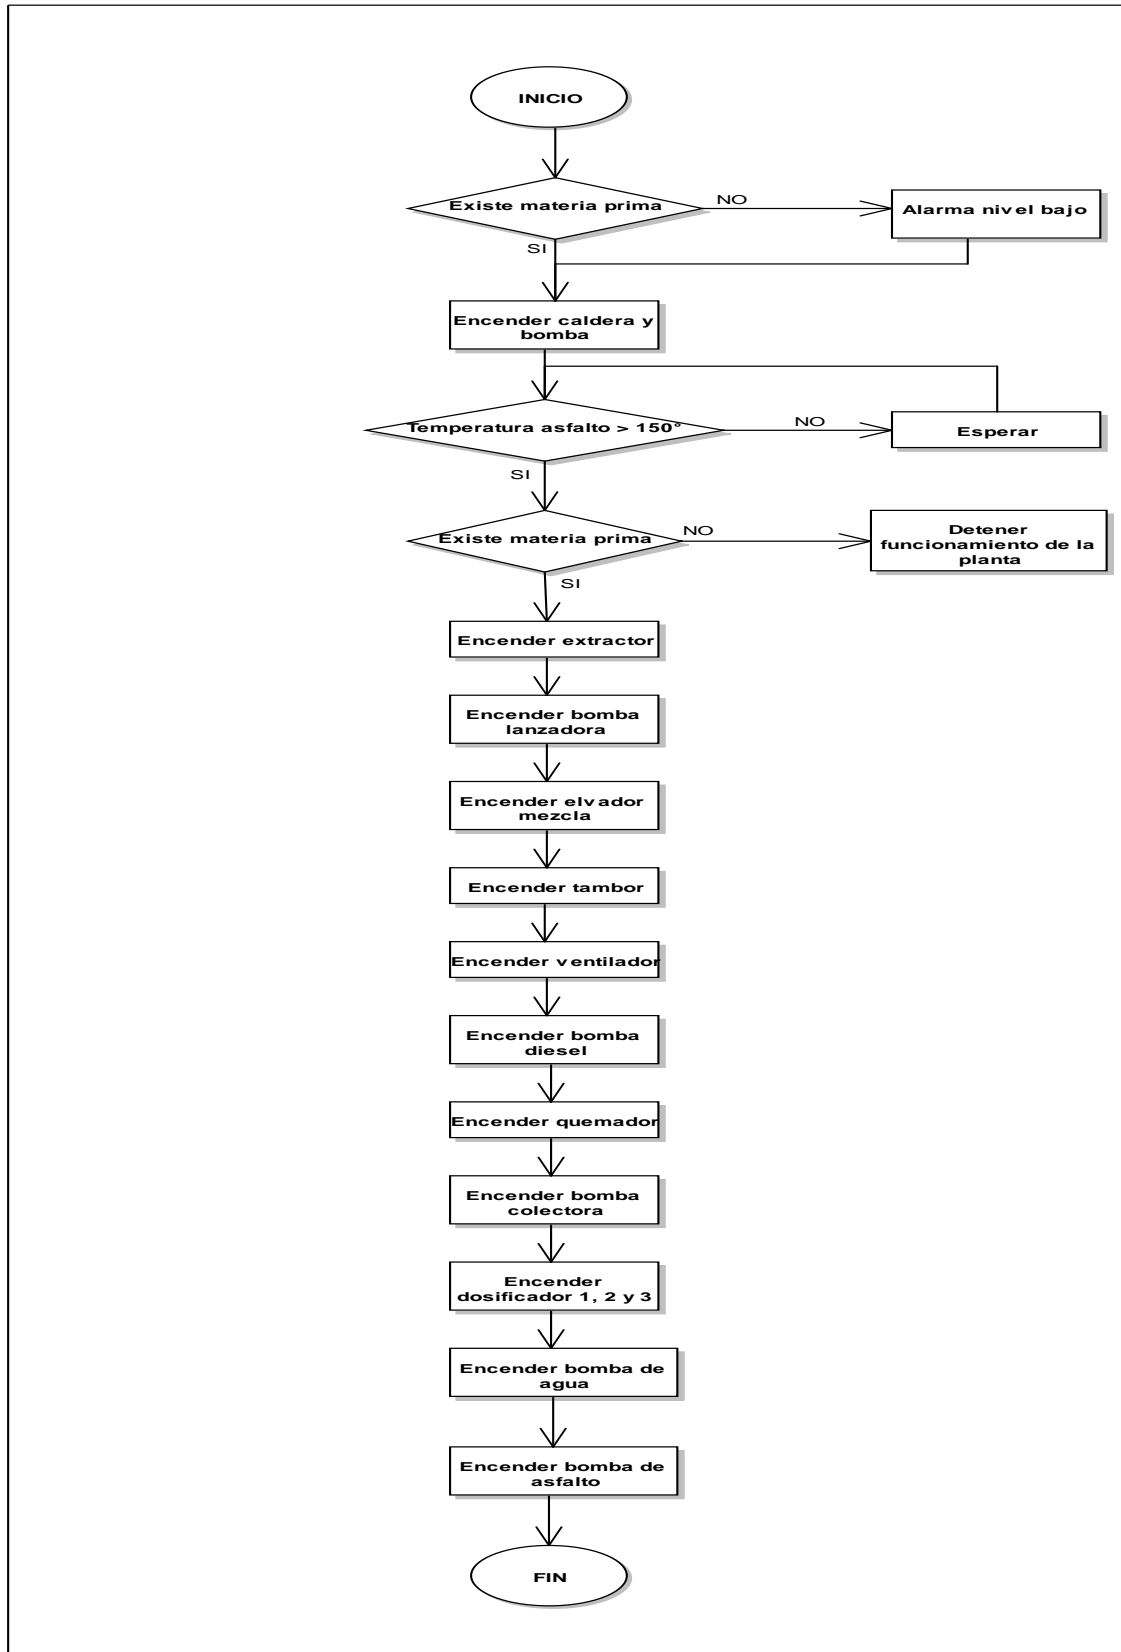 INICIO
Existe materia prima
NO
Alarma nivel bajo
SI
Encender caldera y
bomba
Temperatura asfalto > 150°
NO
Esperar
SI
Existe materia prima
NO
Detener
funcionamiento de la
planta
SI
Encender extractor
Encender bomba
lanzadora
Encender elvador
mezcla
Encender tambor
Encender ventilador
Encender bomba
diesel
Encender quemador
Encender bomba
colectora
Encender
dosificador 1, 2 y 3
Encender bomba de
agua
Encender bomba de
asfalto
FIN